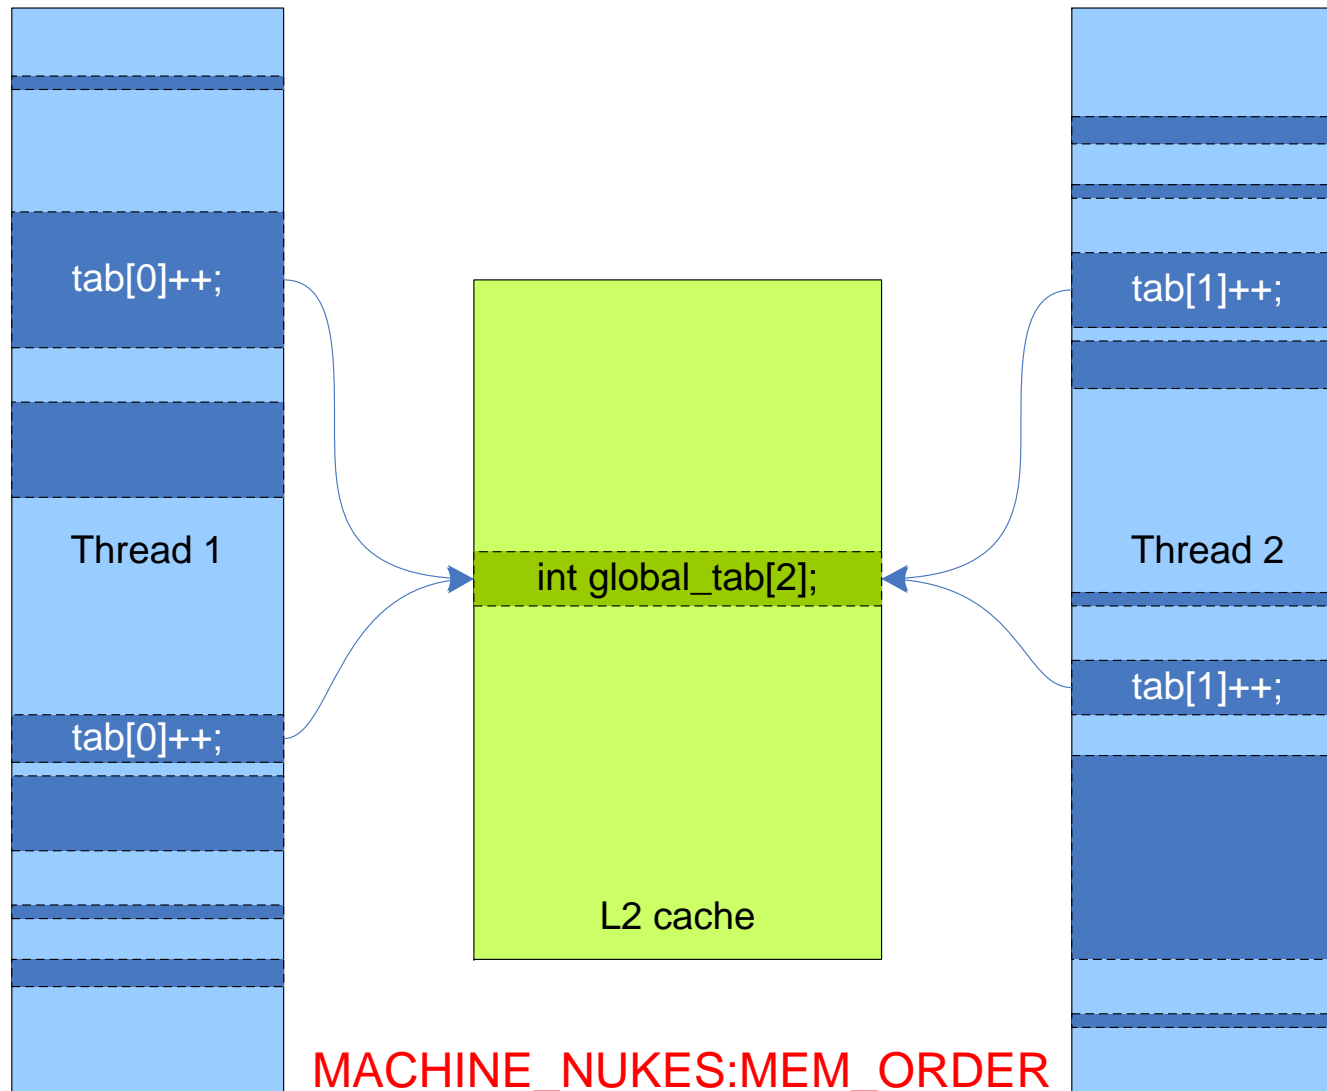 tab[0]++;
tab[1]++;
Thread 1
int global_tab[2];
Thread 2
tab[0]++;
tab[1]++;
L2 cache
MACHINE_NUKES:MEM_ORDER